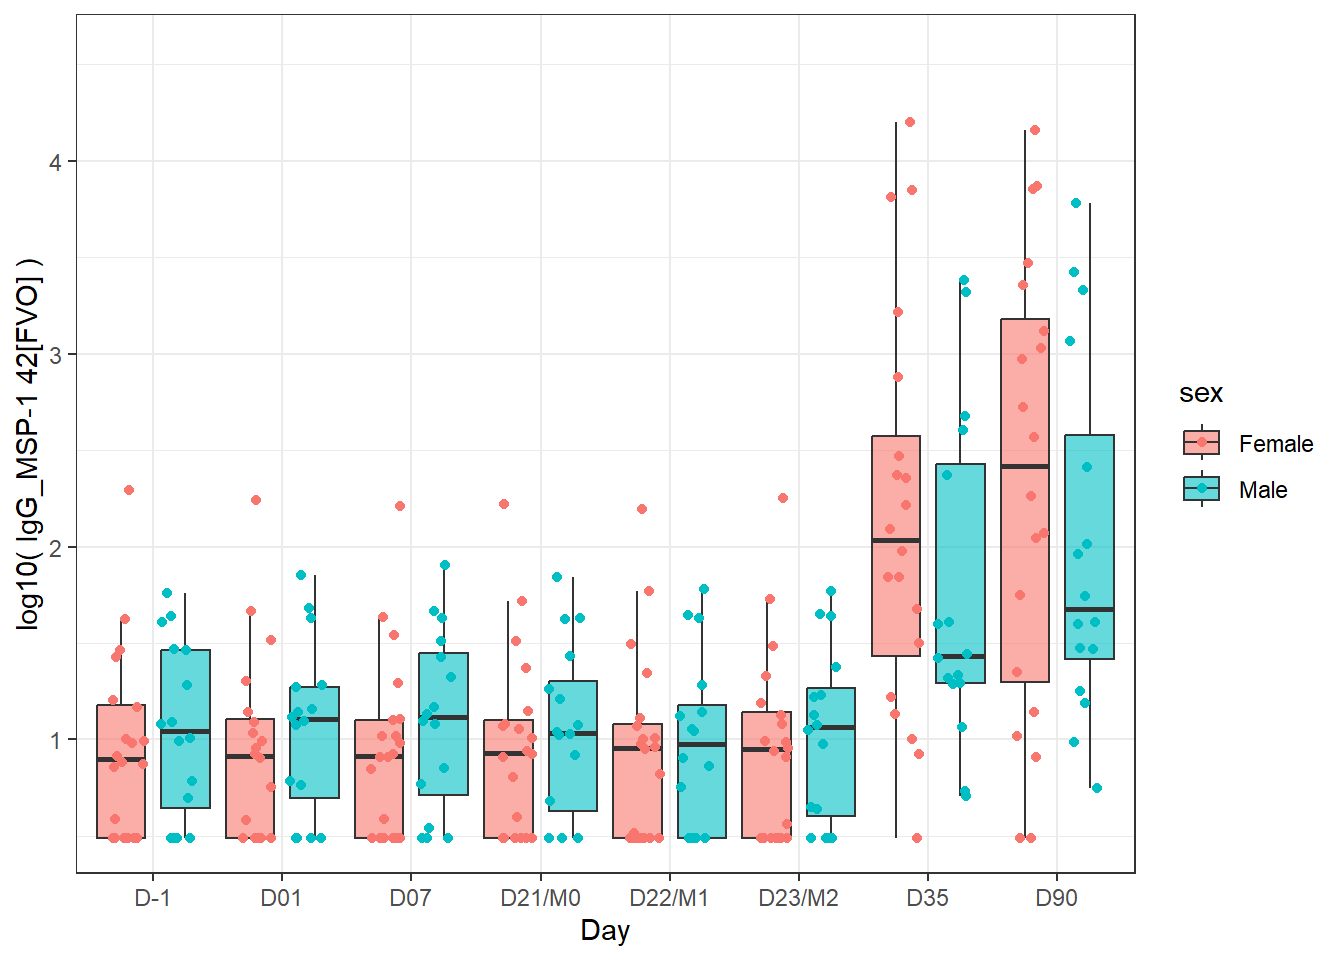 log10( IgG_MSP-1 42[FVO] )
4
3
2
1
D-1 D01 D07 D21/M0 D22/M1 D23/M2 D35 D90
Day
sex
Female
Male